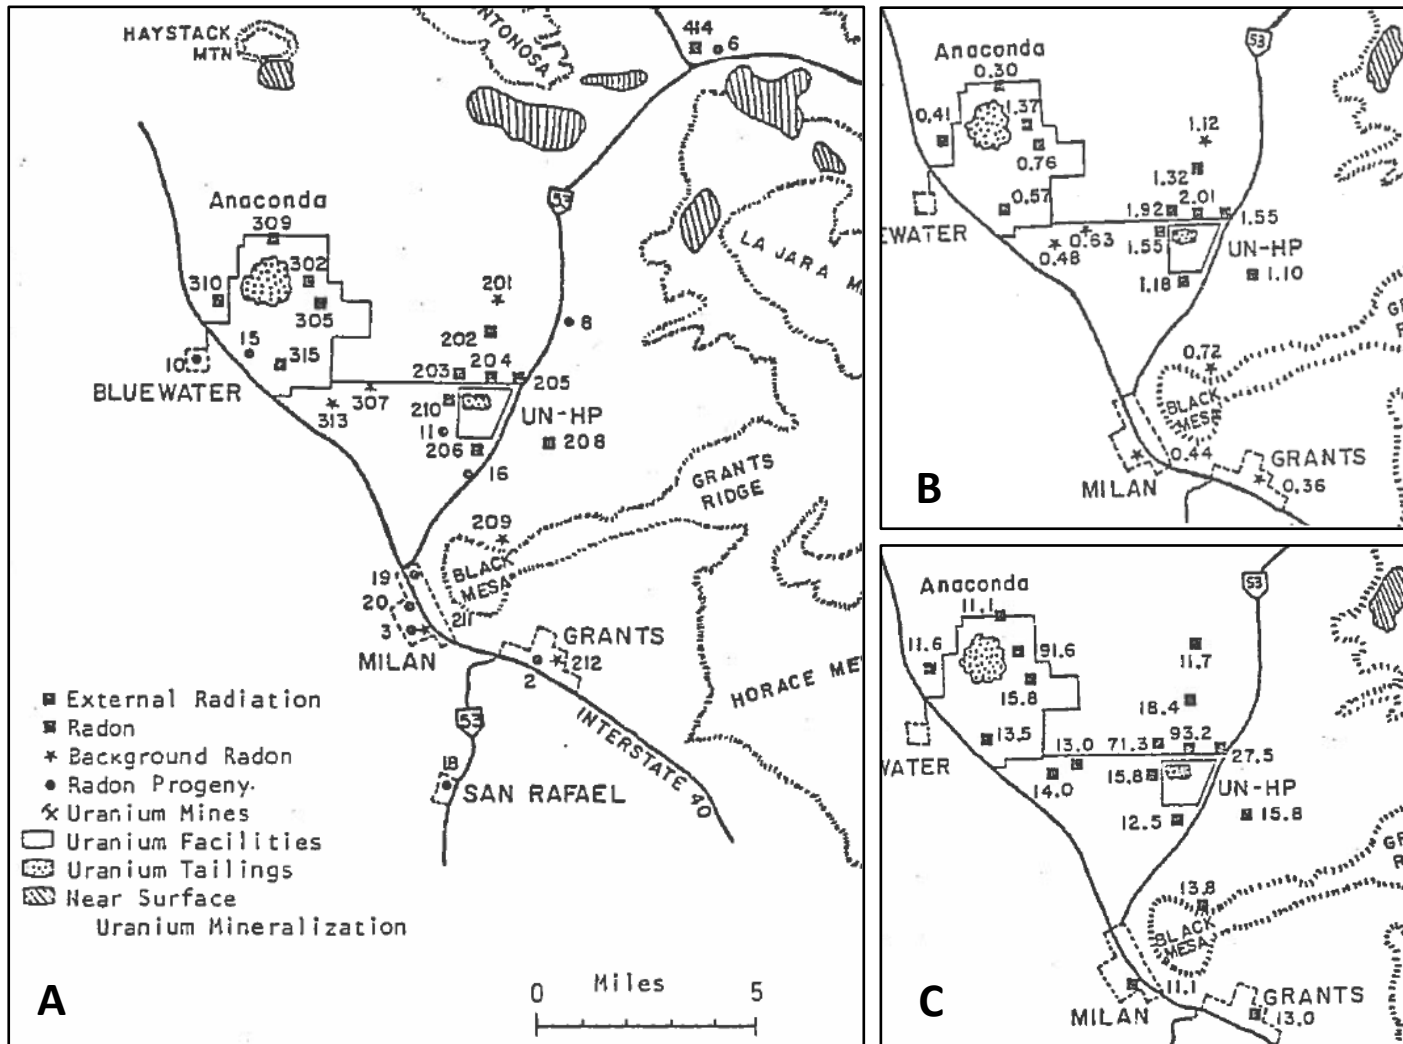 HAYSTACK
MTN
NTONOSA
414
6
53
Anaconda
309
302
310
305
15
315
10
BLUEWATER
313
307
201
8
202
203
204
205
210
UN-HP
11
206
208
16
LA JARA M
GRANTS
RIDGE
209
BLACK
MESA
19
20
3
211
MILAN
GRANTS
212
2
HORACE ME
INTERSTATE 40
53
18
SAN RAFAEL
External Radiation
Radon
Background Radon
Radon Progeny.
Uranium Mines
Uranium Facilities
Uranium Tailings
Near Surface
Uranium Mineralization
Miles
0 5
A
53
Anaconda
0.30
0.41
1.37
0.76
0.57
EWATER
0.48
0.63
1.12
1.32
1.92
2.01
1.55
1.55
UN-HP
1.18
1.10
0.72
BLACK
MESA
0.44
MILAN
GRANTS
0.36
B
53
Anaconda
11.1
11.6
91.6
15.8
13.5
WATER
14.0
13.0
11.7
18.4
71.3
93.2
27.5
15.8
UN-HP
12.5
15.8
13.8
BLACK
MESA
11.1
MILAN
GRANTS
13.0
C